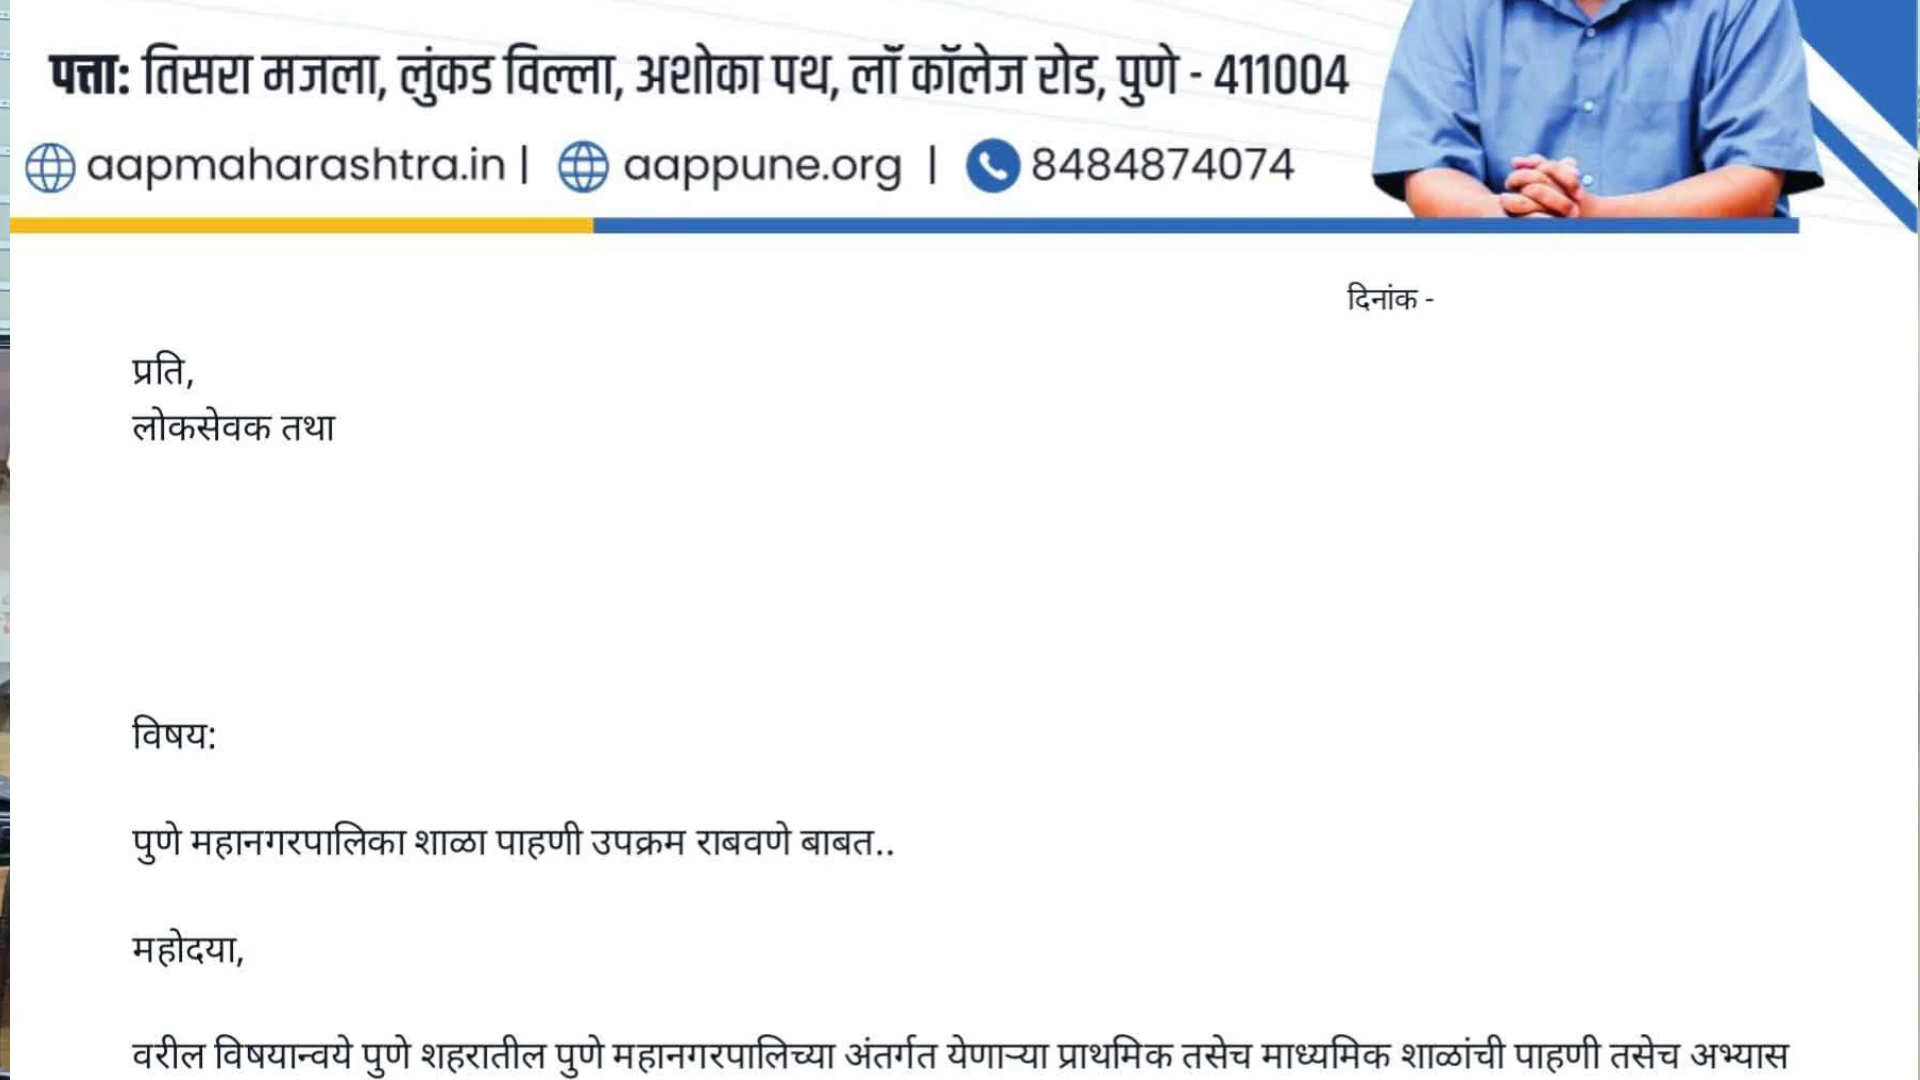 पत्ता: तिसरा मजला, लुंकड विल्ला, अशोका पथ, लॉ कॉलेज रोड, पुणे - 411004
aapmaharashtra.in | aappune.org | 8484874074
दिनांक -
प्रति,
लोकसेवक तथा
विषय:
पुणे महानगरपालिका शाळा पाहणी उपक्रम राबवणे बाबत..
महोदया,
वरील विषयान्वये पुणे शहरातील पुणे महानगरपालिच्या अंतर्गत येणाऱ्या प्राथमिक तसेच माध्यमिक शाळांची पाहणी तसेच अभ्यास